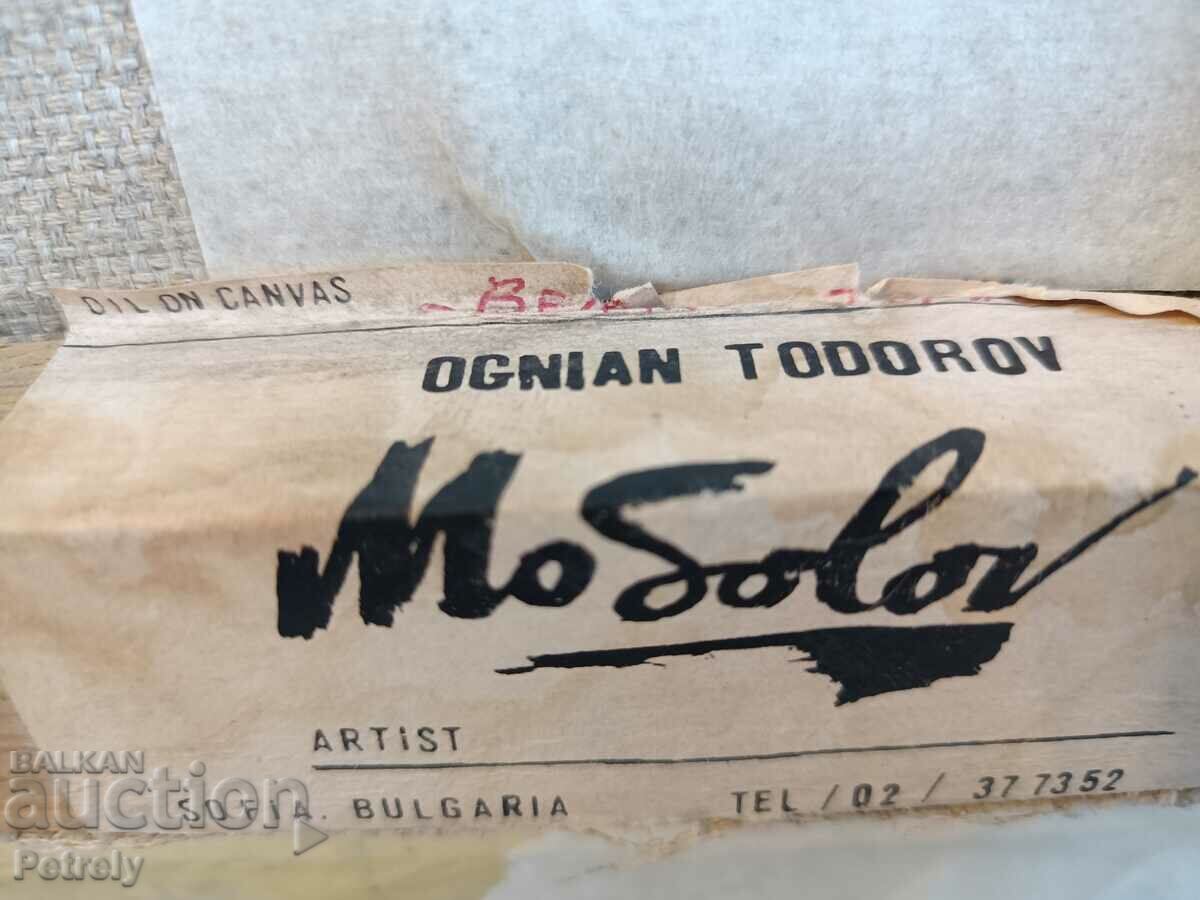 OIL ON CANVAS
OGNIAN TODOROV
MoSolov
ARTiST
SOFiA. BULGARIA TEL / 02 / 37 73 52
BALKAN
auction
Petrely